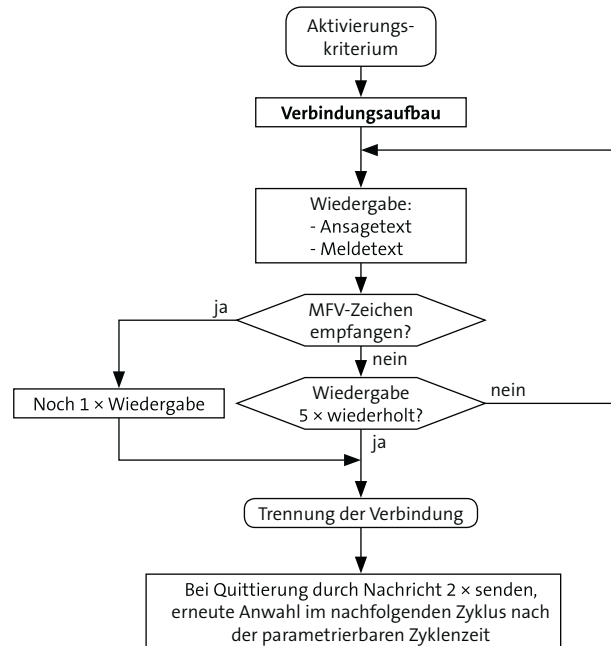 Aktivierungs-
kriterium
Verbindungsaufbau
Wiedergabe:
- Ansagetext
- Meldetext
ja
MFV-Zeichen
empfangen?
nein
Noch 1 × Wiedergabe
Wiedergabe
5 × wiederholt?
nein
ja
Trennung der Verbindung
Bei Quittierung durch Nachricht 2 × senden,
erneute Anwahl im nachfolgenden Zyklus nach
der parametrierbaren Zyklenzeit